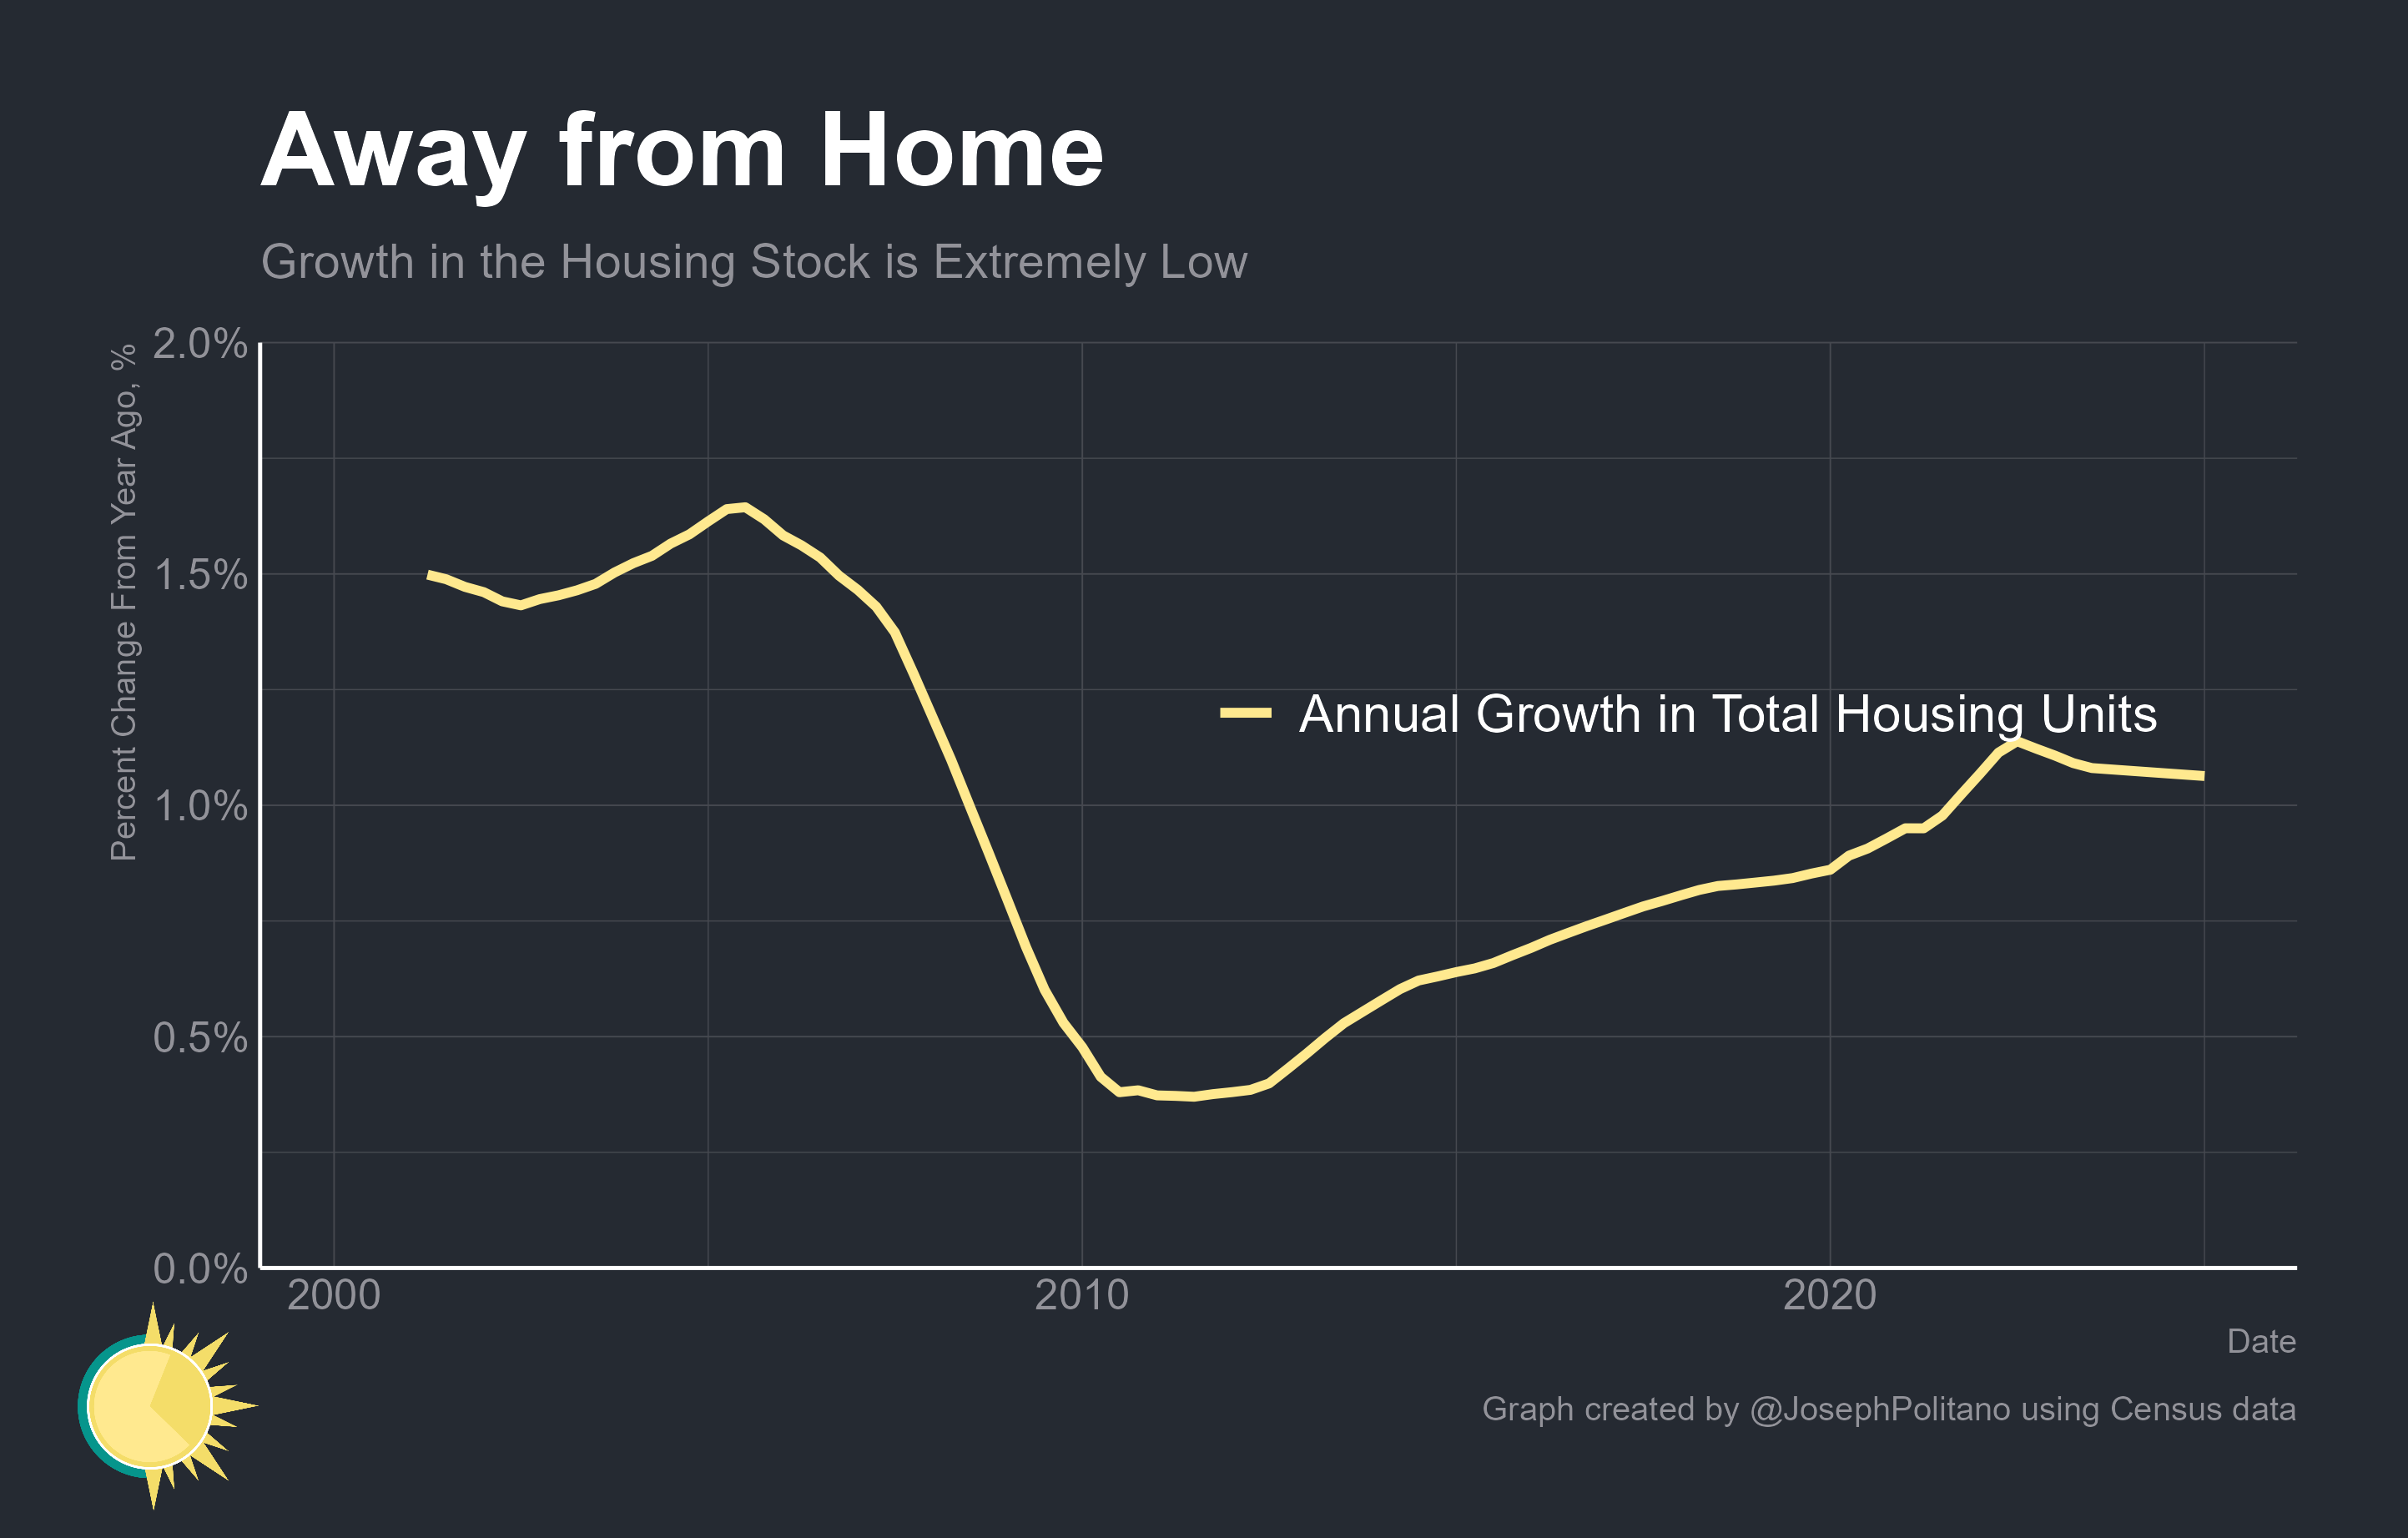 Away from Home
Growth in the Housing Stock is Extremely Low
Percent Change From Year Ago, %
2.0%
1.5%
1.0%
0.5%
0.0%
Annual Growth in Total Housing Units
2000
2010
2020
Date
Graph created by @JosephPolitano using Census data